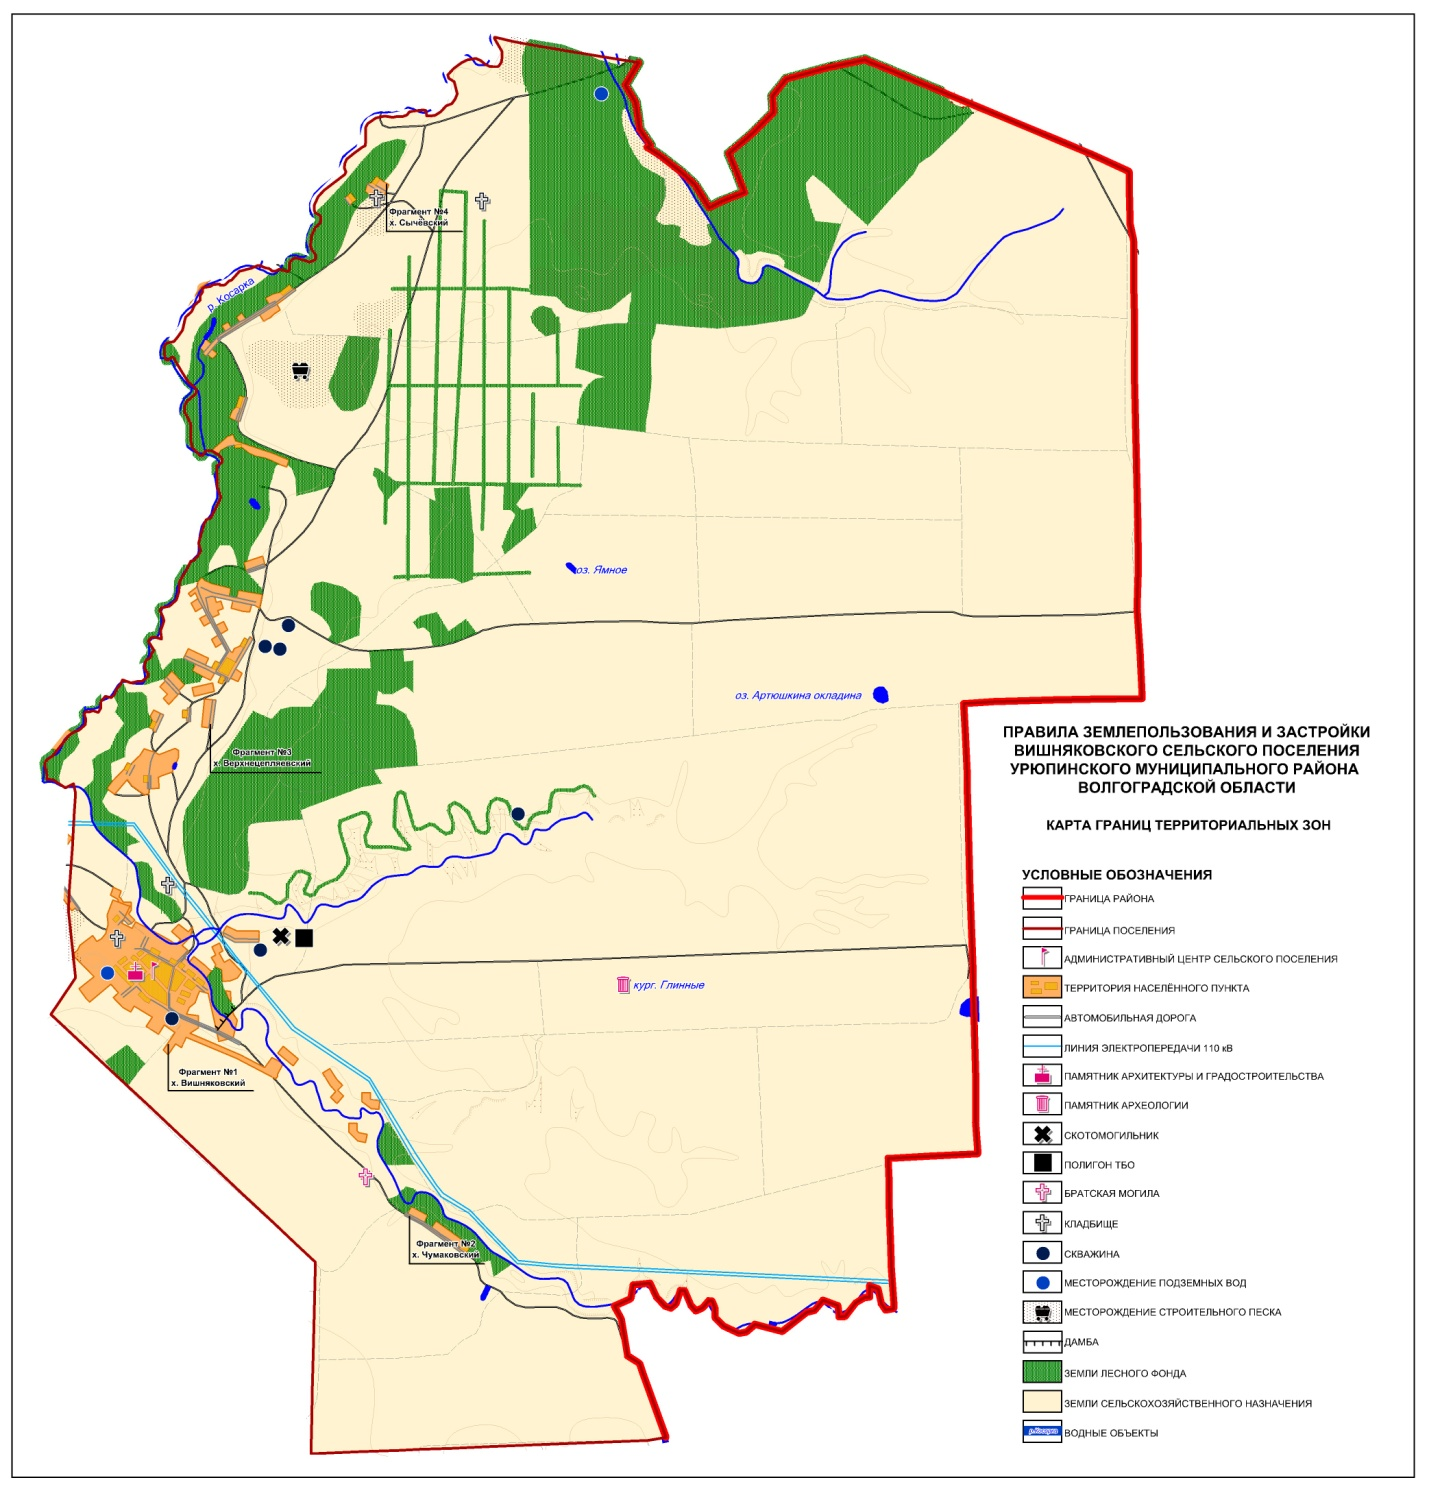 Фрагмент №4
х. Сычёвский
р. Косарка
оз. Ямное
оз. Артюшкина окладина
Фрагмент №3
х. Верхнецепляевский
кург. Глинные
Фрагмент №1
х. Вишняковский
Фрагмент №2
х. Чумаковский
ПРАВИЛА ЗЕМЛЕПОЛЬЗОВАНИЯ И ЗАСТРОЙКИ
ВИШНЯКОВСКОГО СЕЛЬСКОГО ПОСЕЛЕНИЯ
УРЮПИНСКОГО МУНИЦИПАЛЬНОГО РАЙОНА
ВОЛГОГРАДСКОЙ ОБЛАСТИ
КАРТА ГРАНИЦ ТЕРРИТОРИАЛЬНЫХ ЗОН
УСЛОВНЫЕ ОБОЗНАЧЕНИЯ
ГРАНИЦА РАЙОНА
ГРАНИЦА ПОСЕЛЕНИЯ
АДМИНИСТРАТИВНЫЙ ЦЕНТР СЕЛЬСКОГО ПОСЕЛЕНИЯ
ТЕРРИТОРИЯ НАСЕЛЁННОГО ПУНКТА
АВТОМОБИЛЬНАЯ ДОРОГА
ЛИНИЯ ЭЛЕКТРОПЕРЕДАЧИ 110 кВ
ПАМЯТНИК АРХИТЕКТУРЫ И ГРАДОСТРОИТЕЛЬСТВА
ПАМЯТНИК АРХЕОЛОГИИ
СКОТОМОГИЛЬНИК
ПОЛИГОН ТБО
БРАТСКАЯ МОГИЛА
КЛАДБИЩЕ
СКВАЖИНА
МЕСТОРОЖДЕНИЕ ПОДЗЕМНЫХ ВОД
МЕСТОРОЖДЕНИЕ СТРОИТЕЛЬНОГО ПЕСКА
ДАМБА
ЗЕМЛИ ЛЕСНОГО ФОНДА
ЗЕМЛИ СЕЛЬСКОХОЗЯЙСТВЕННОГО НАЗНАЧЕНИЯ
р.Косарка ВОДНЫЕ ОБЪЕКТЫ